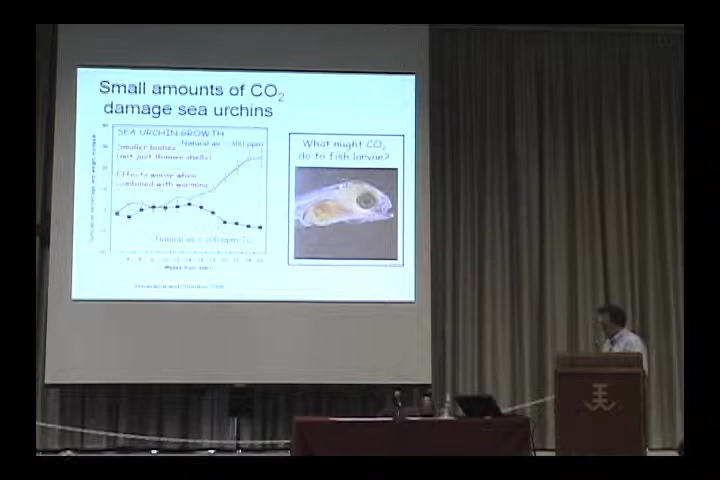 Small amounts of CO2
damage sea urchins
SEA URCHIN GROWTH
Natural air ~ 360 ppm
Smaller bodies
(not just thinner shells)
Effects worse when
combined with warming
Natural air + 200 ppm CO2
Weeks from start
What might CO2
do to fish larvae?